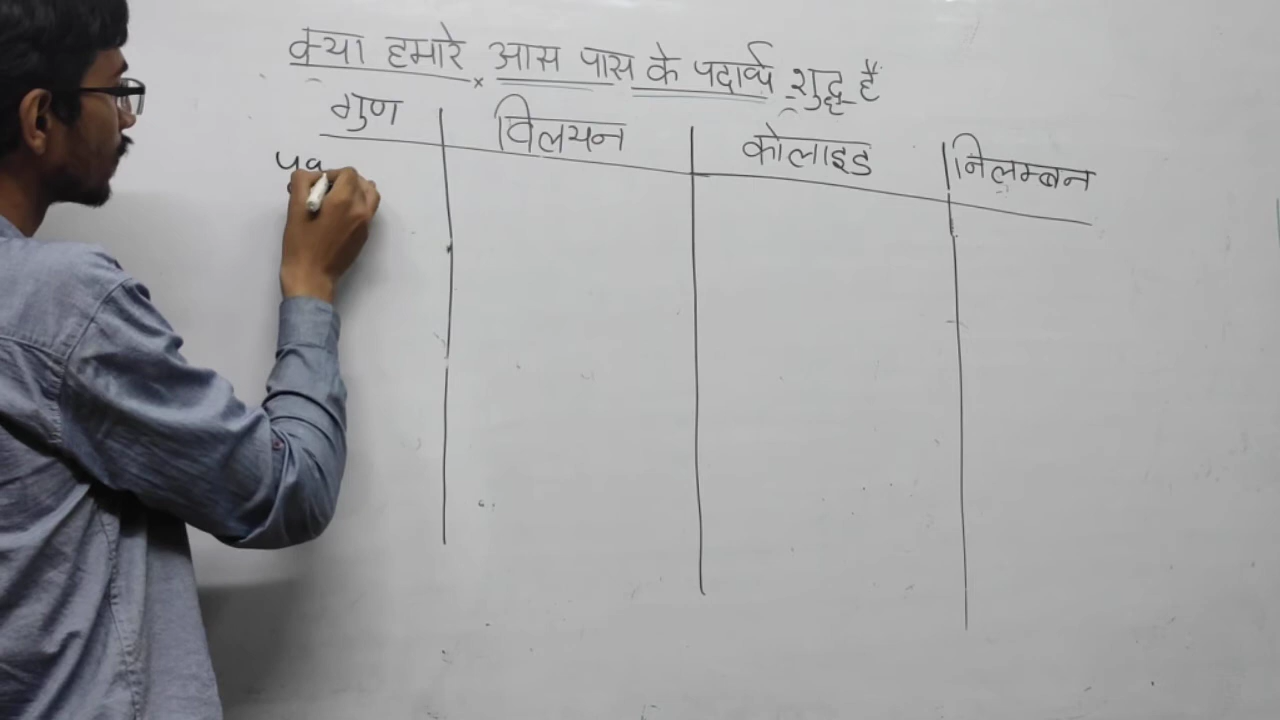 क्या हमारे आस पास के पदार्थ शुद्ध हैं
गुण विलयन कोलाइड निलम्बन